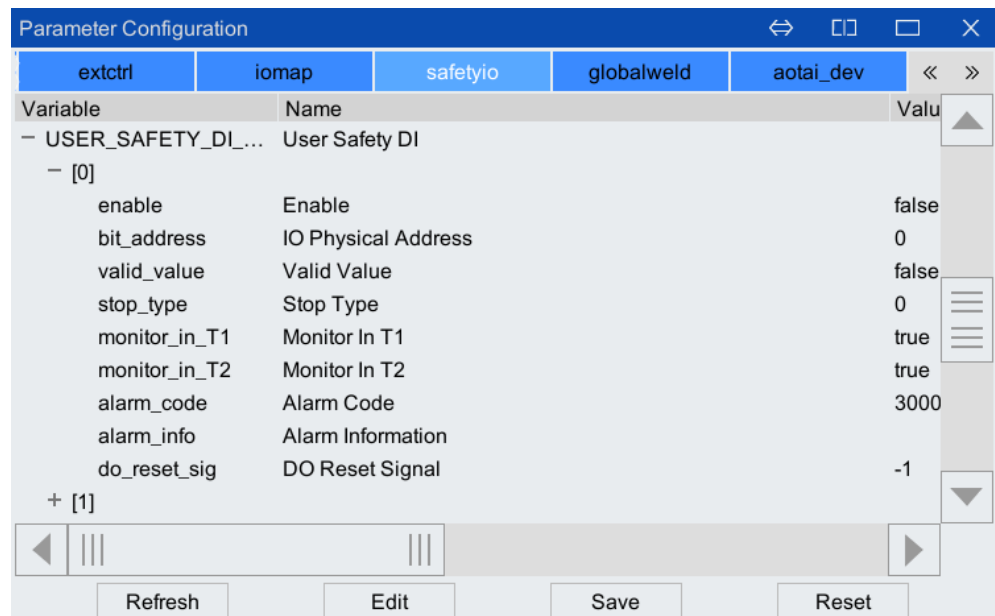 Parameter Configuration
extctrl iomap safetyio globalweld aotai_dev « »
Variable Name Valu
− USER_SAFETY_DI_... User Safety DI
− [0]
enable Enable false
bit_address IO Physical Address 0
valid_value Valid Value false
stop_type Stop Type 0
monitor_in_T1 Monitor In T1 true
monitor_in_T2 Monitor In T2 true
alarm_code Alarm Code 3000
alarm_info Alarm Information
do_reset_sig DO Reset Signal -1
+ [1]
Refresh Edit Save Reset